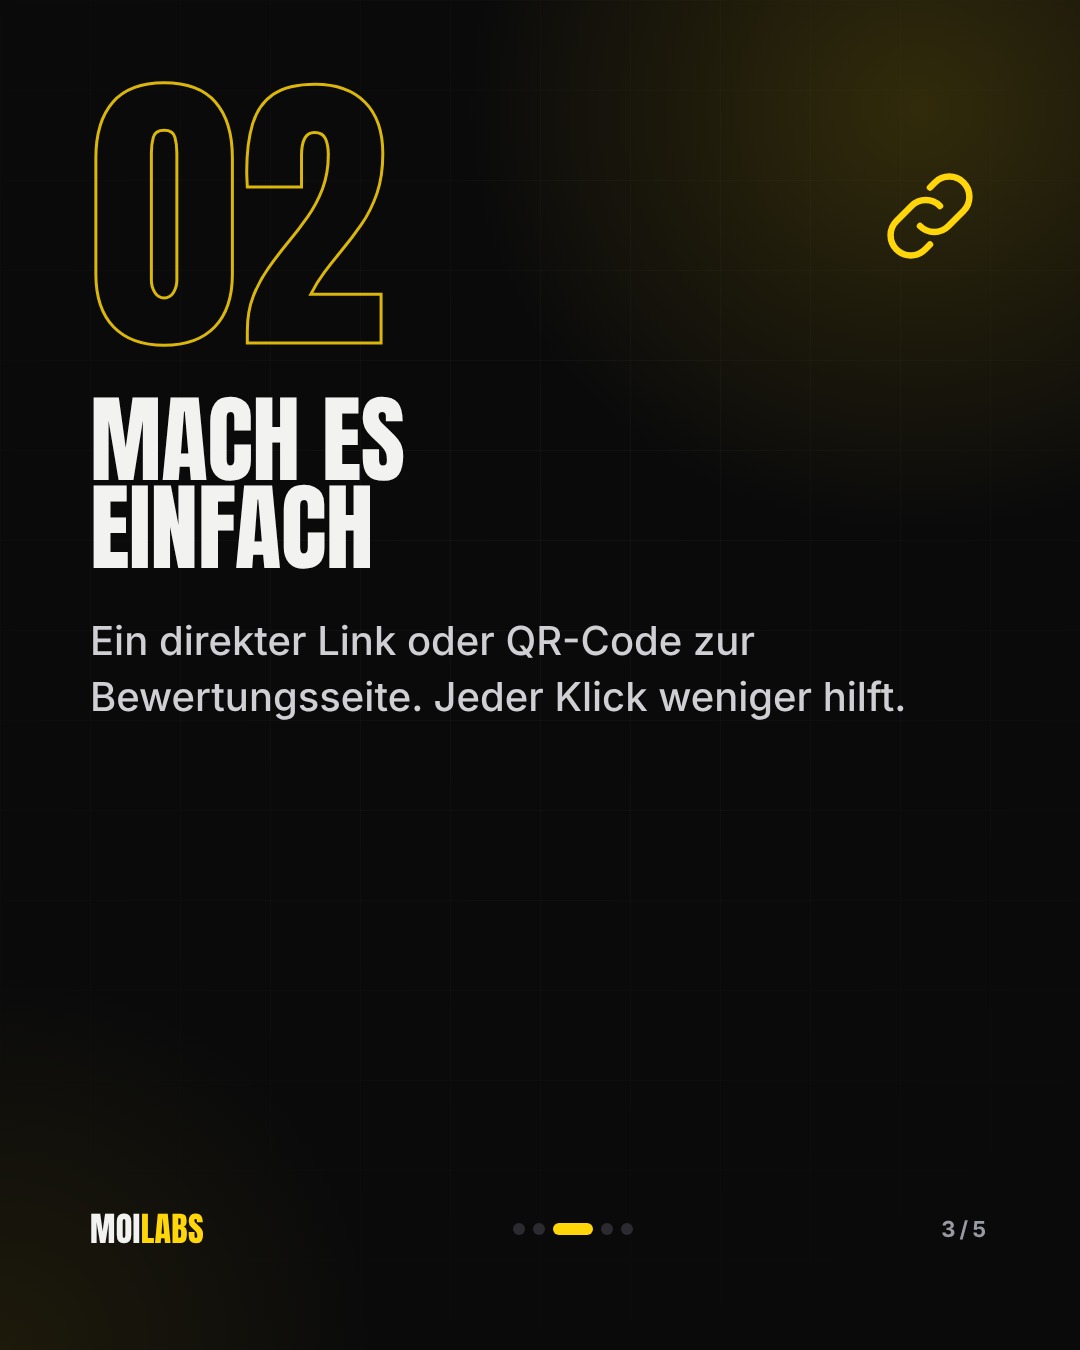 02
MACH ES
EINFACH
Ein direkter Link oder QR-Code zur
Bewertungsseite. Jeder Klick weniger hilft.
MOILABS
3 / 5